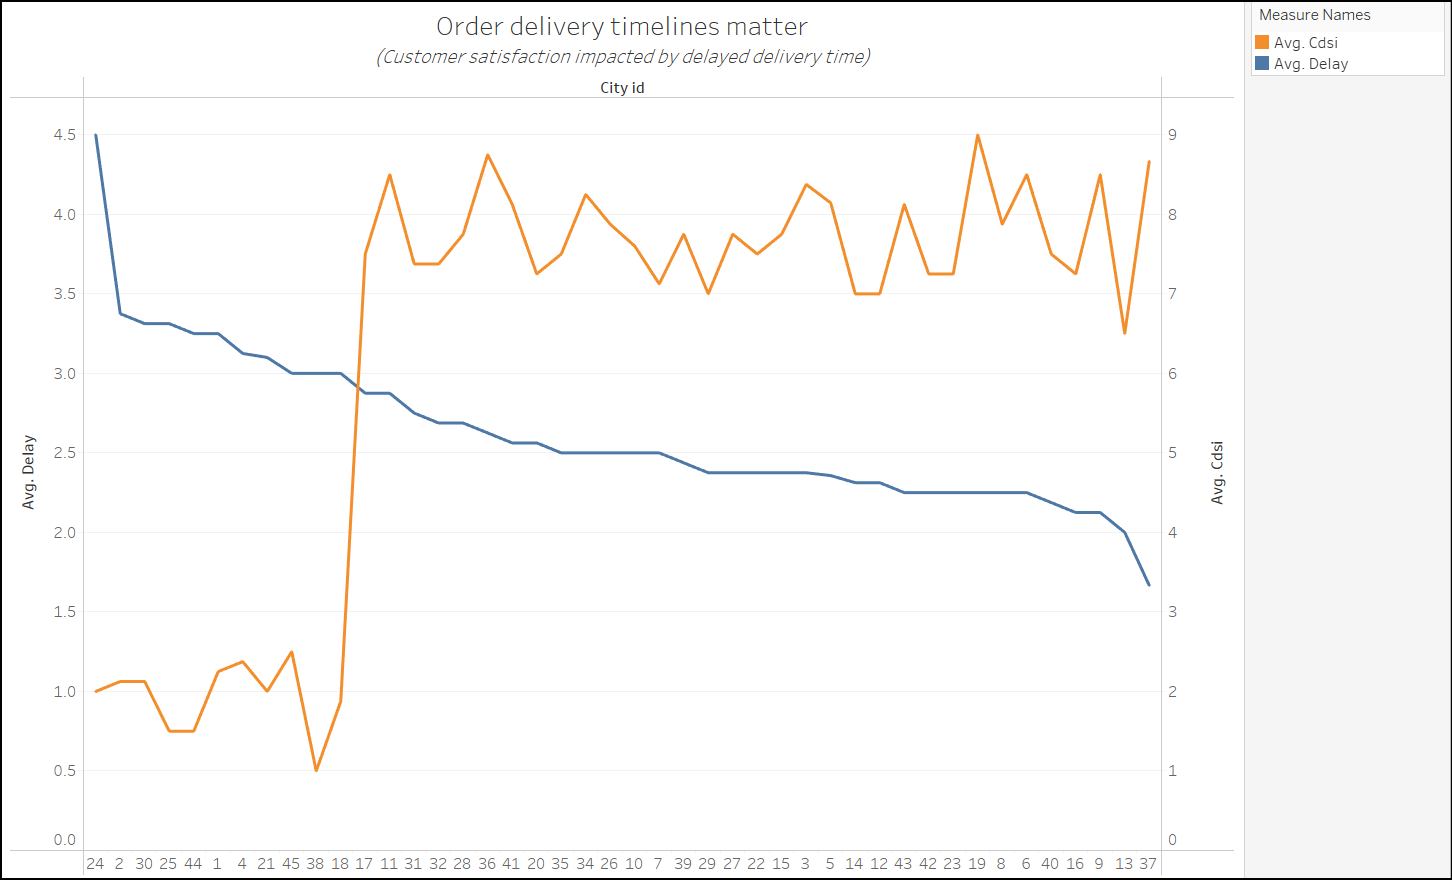 Order delivery timelines matter
(Customer satisfaction impacted by delayed delivery time)
Measure Names
Avg. Cdsi
Avg. Delay
City id
4.5
4.0
3.5
3.0
2.5
2.0
1.5
1.0
0.5
0.0
Avg. Delay
9
8
7
6
5
4
3
2
1
0
Avg. Cdsi
24 2 30 25 44 1 4 21 45 38 18 17 11 31 32 28 36 41 20 35 34 26 10 7 39 29 27 22 15 3 5 14 12 43 42 23 19 8 6 40 16 9 13 37